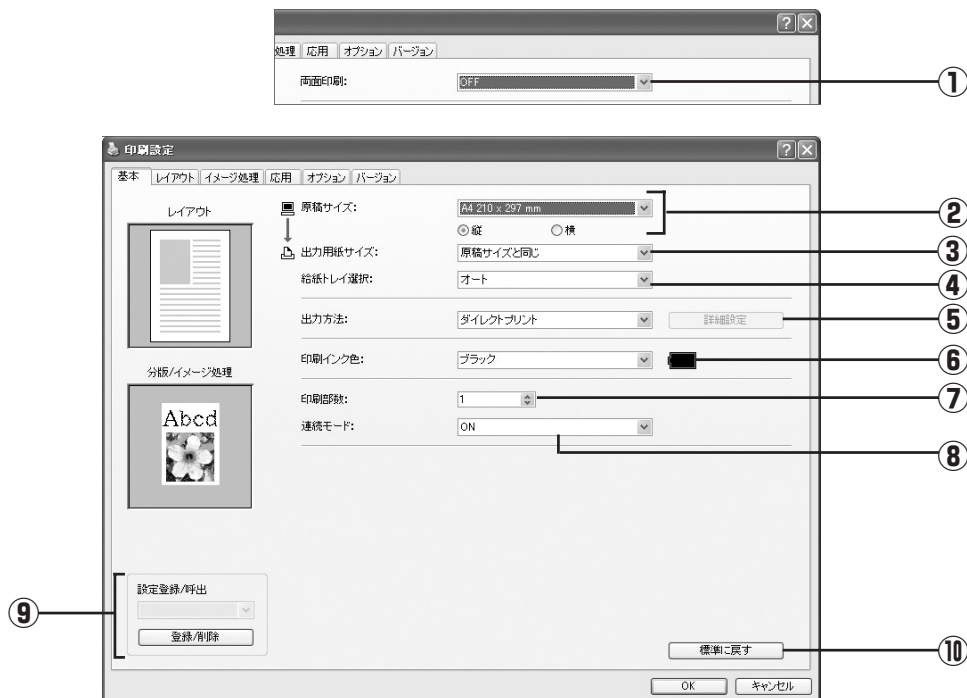 処理 応用 オプション バージョン
両面印刷: OFF ①
印刷設定
基本 レイアウト イメージ処理 応用 オプション バージョン
レイアウト
原稿サイズ: A4 210 x 297 mm ②
縦 横
出力用紙サイズ: 原稿サイズと同じ ③
給紙トレイ選択: オート ④
出力方法: ダイレクトプリント 詳細設定 ⑤
印刷インク色: ブラック ⑥
分版/イメージ処理
Abcd
印刷部数: 1 ⑦
連続モード: ON ⑧
⑨ 設定登録/呼出
登録/削除
標準に戻す ⑩
OK キャンセル